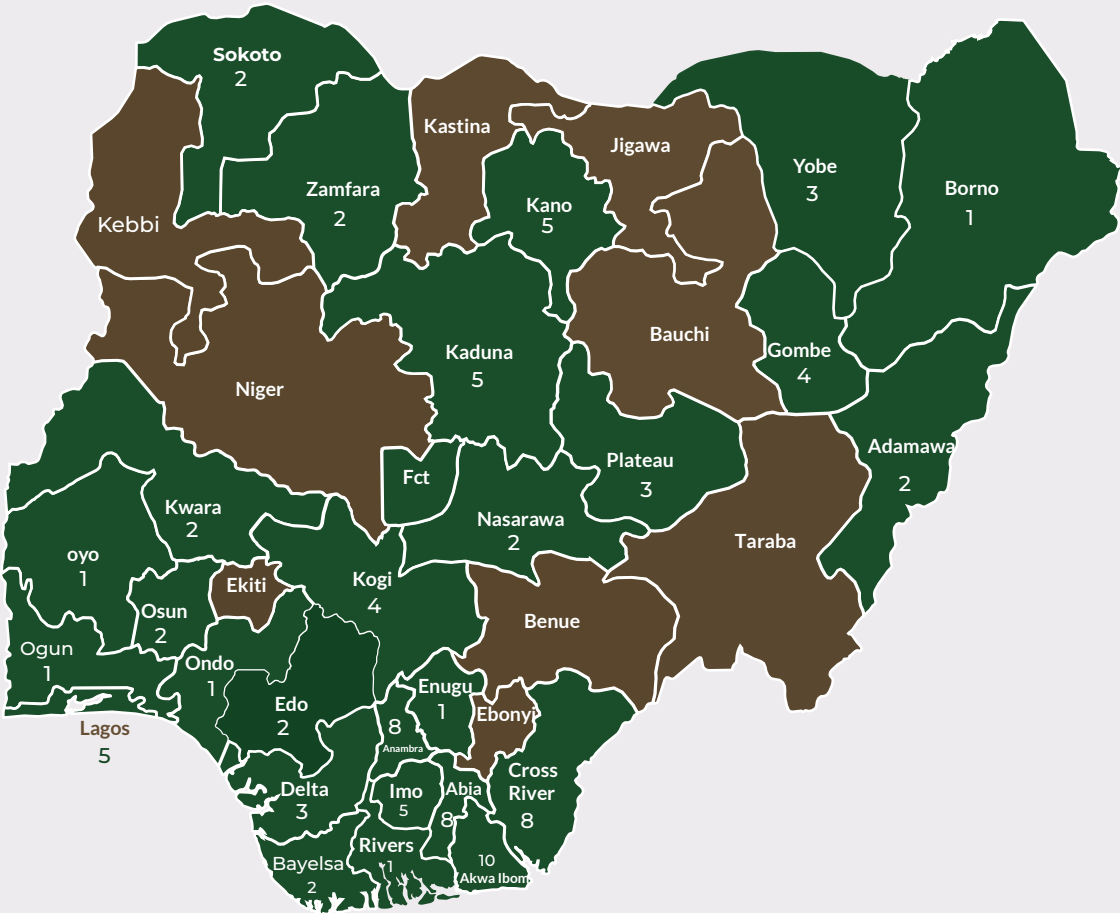 Sokoto
2
Kastina
Jigawa
Zamfara
2
Kano
5
Yobe
3
Borno
1
Kebbi
Niger
Kaduna
5
Bauchi
Gombe
4
Adamawa
2
Fct
Plateau
3
Kwara
2
Nasarawa
2
Taraba
oyo
1
Kogi
4
Ekiti
Osun
2
Benue
Ogun
1
Ondo
1
Edo
2
Enugu
1
Ebonyi
8
Anambra
Lagos
5
Cross
River
8
Delta
3
Imo
5
Abia
8
Rivers
1
Bayelsa
2
10
Akwa Ibom